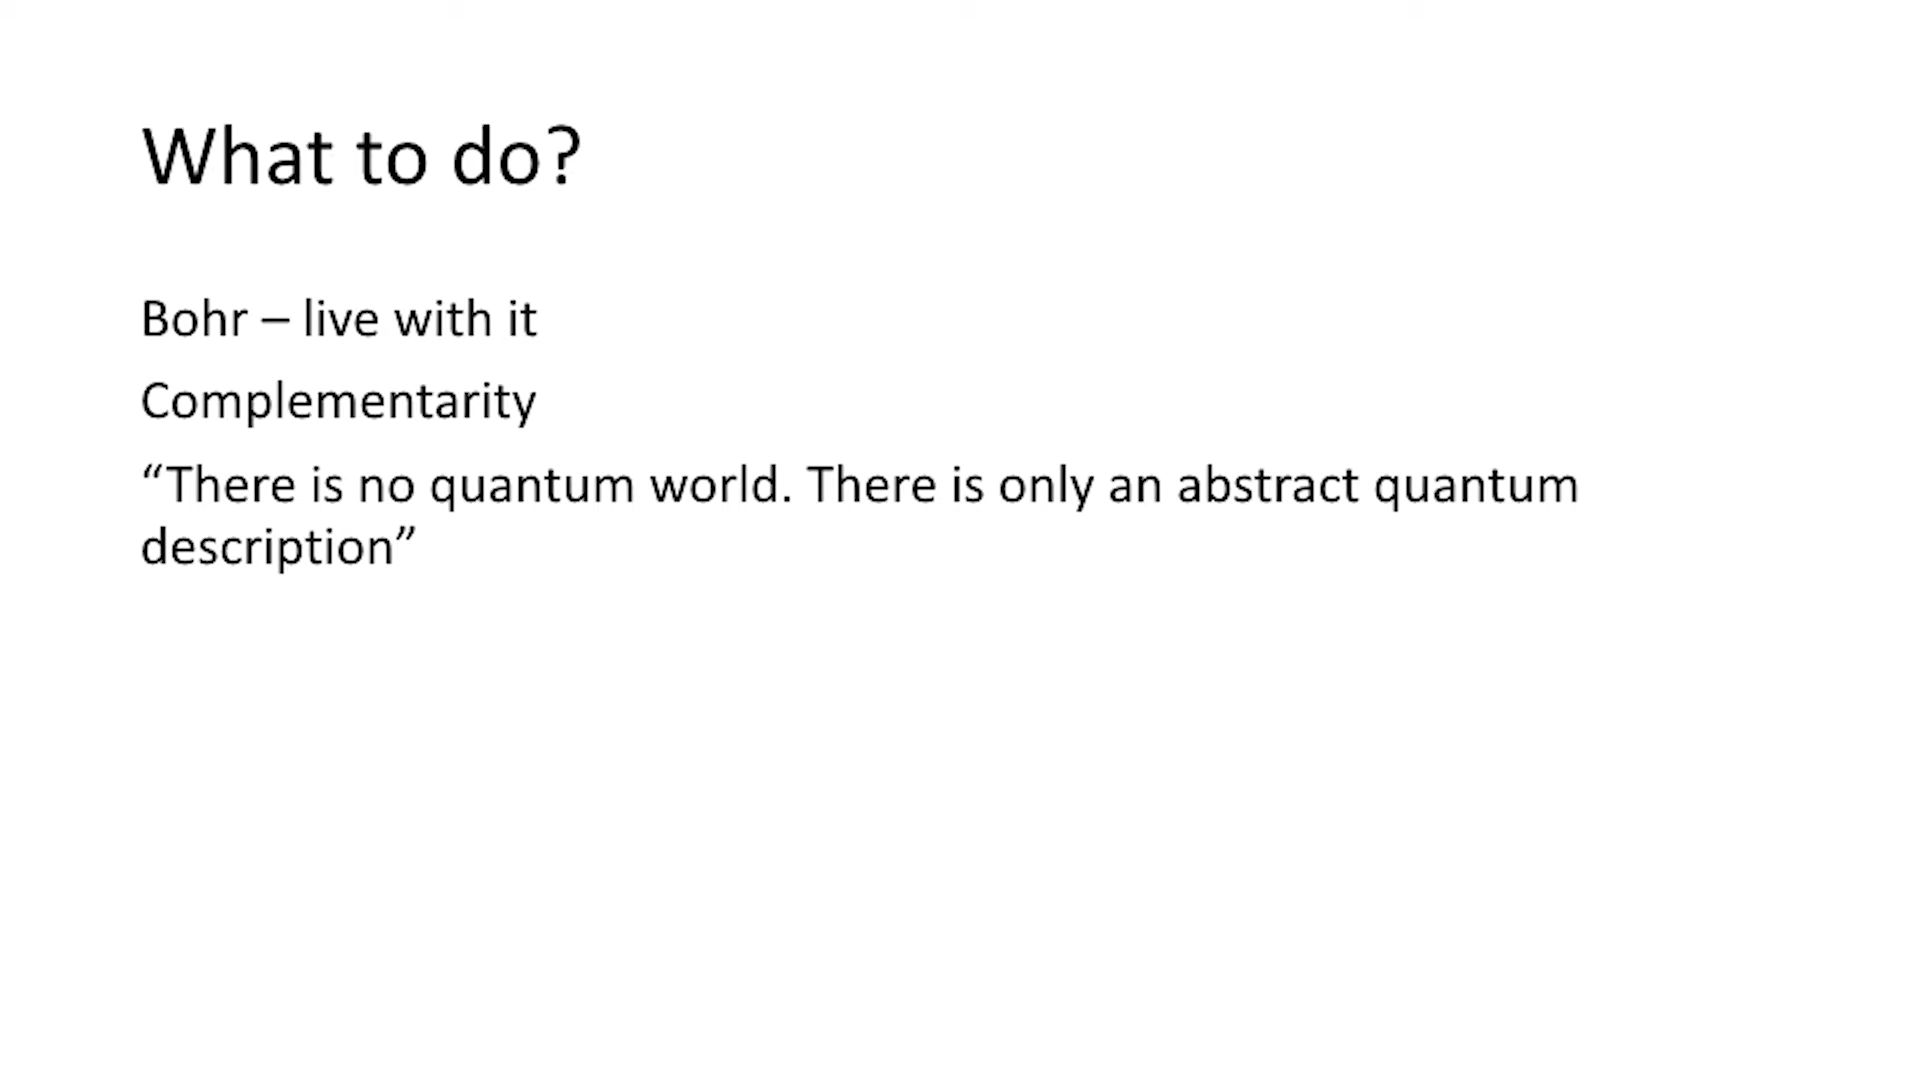 What to do?
Bohr – live with it
Complementarity
“There is no quantum world. There is only an abstract quantum
description”